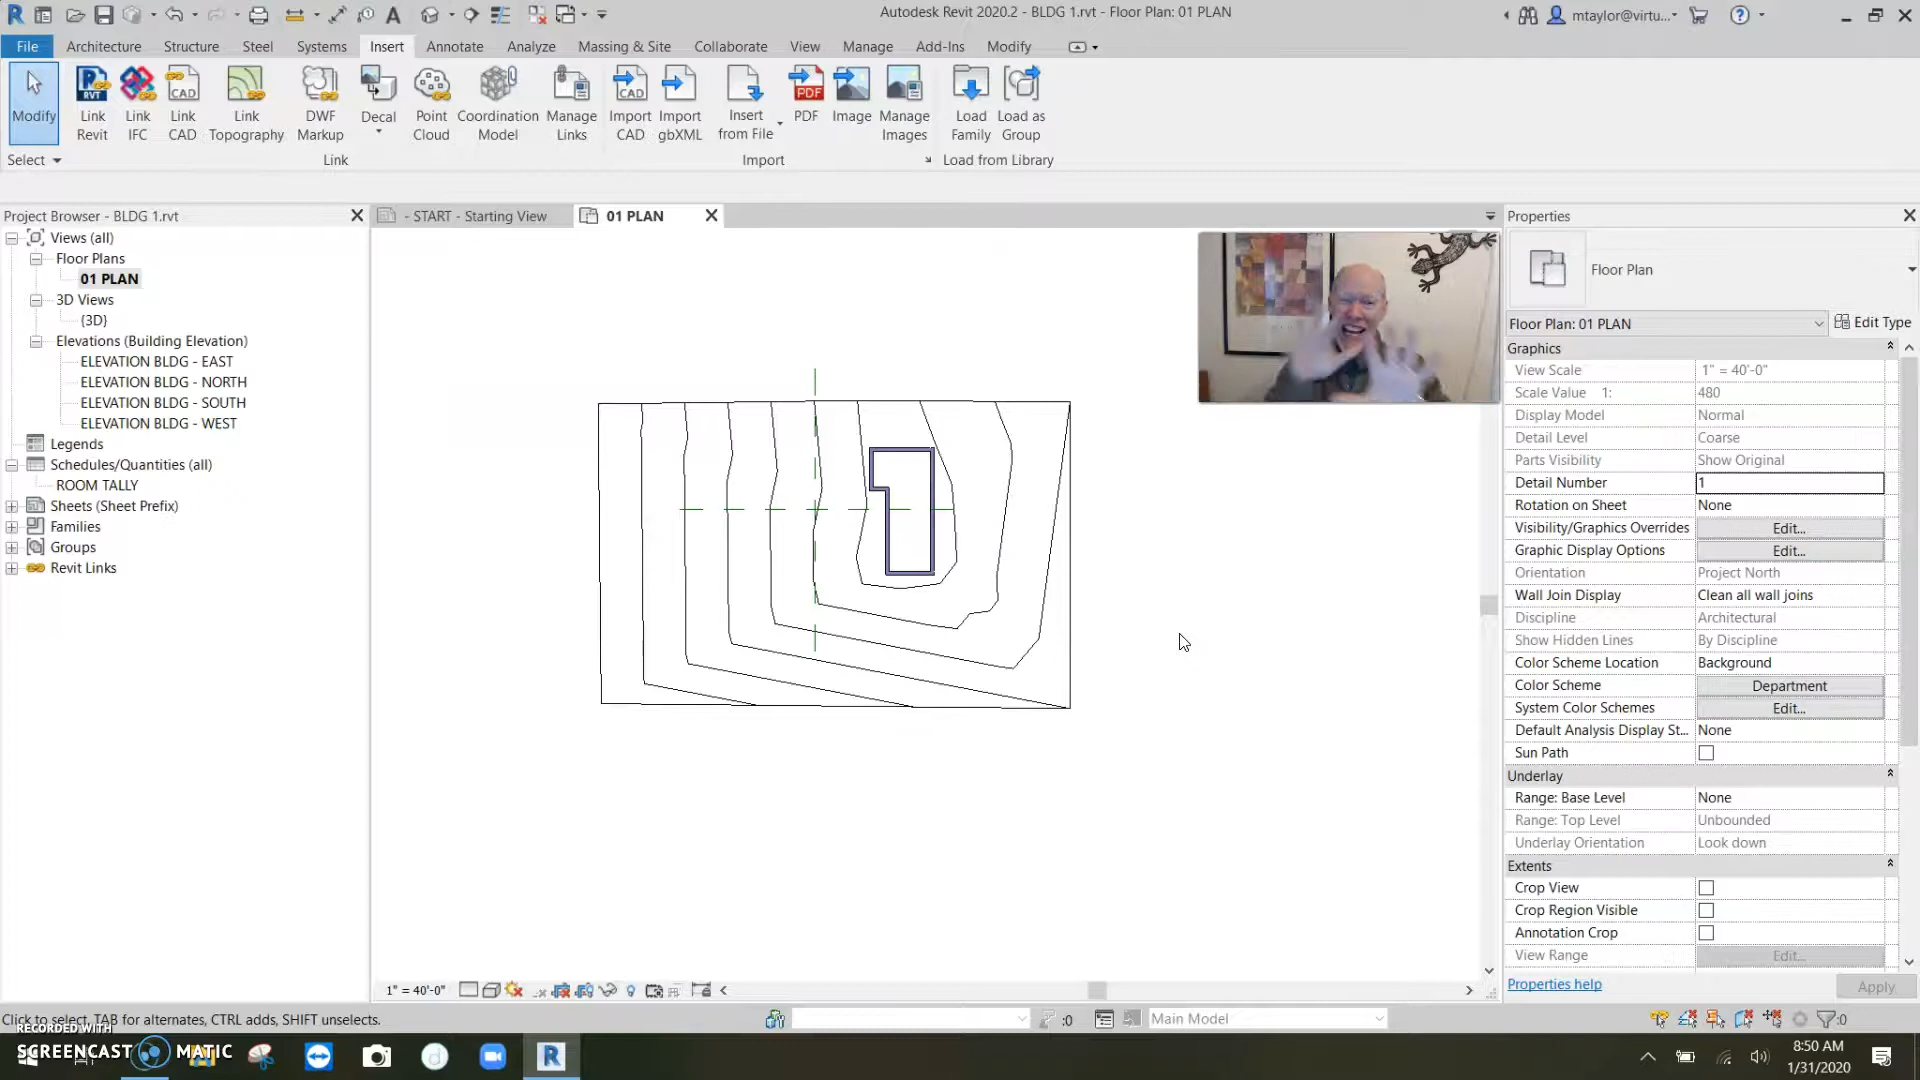 Autodesk Revit 2020.2 - BLDG 1.rvt - Floor Plan: 01 PLAN
mtaylor@virtu...
File Architecture Structure Steel Systems Insert Annotate Analyze Massing & Site Collaborate View Manage Add-Ins Modify
Modify
Link Revit
Link IFC
Link CAD
Link Topography
DWF Markup
Decal
Point Cloud
Coordination Model
Manage Links
Import CAD
Import gbXML
Insert from File
PDF
Image
Manage Images
Load Family
Load as Group
Select Link Import Load from Library
Project Browser - BLDG 1.rvt
- START - Starting View
01 PLAN
Properties
Views (all)
Floor Plans
01 PLAN
3D Views
{3D}
Elevations (Building Elevation)
ELEVATION BLDG - EAST
ELEVATION BLDG - NORTH
ELEVATION BLDG - SOUTH
ELEVATION BLDG - WEST
Legends
Schedules/Quantities (all)
ROOM TALLY
Sheets (Sheet Prefix)
Families
Groups
Revit Links
Floor Plan
Floor Plan: 01 PLAN Edit Type
Graphics
View Scale 1" = 40'-0"
Scale Value 1: 480
Display Model Normal
Detail Level Coarse
Parts Visibility Show Original
Detail Number 1
Rotation on Sheet None
Visibility/Graphics Overrides Edit...
Graphic Display Options Edit...
Orientation Project North
Wall Join Display Clean all wall joins
Discipline Architectural
Show Hidden Lines By Discipline
Color Scheme Location Background
Color Scheme Department
System Color Schemes Edit...
Default Analysis Display St... None
Sun Path
Underlay
Range: Base Level None
Range: Top Level Unbounded
Underlay Orientation Look down
Extents
Crop View
Crop Region Visible
Annotation Crop
View Range Edit...
Properties help Apply
1" = 40'-0"
Click to select, TAB for alternates, CTRL adds, SHIFT unselects.
:0
Main Model
:0
RECORDED WITH
SCREENCAST MATIC
8:50 AM
1/31/2020